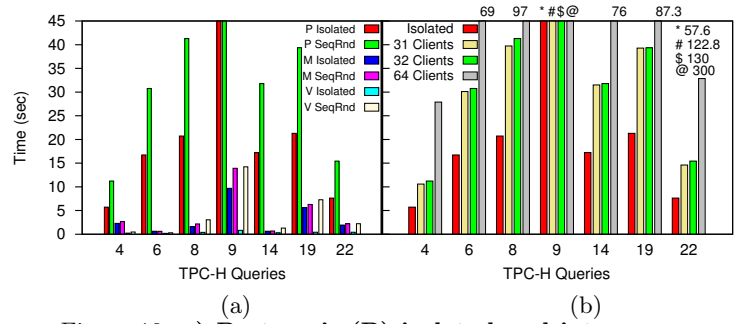 69 97 * # $ @ 76 87.3
45
40
35
30
25
20
15
10
5
0
Time (sec)
P Isolated
P SeqRnd
M Isolated
M SeqRnd
V Isolated
V SeqRnd
4 6 8 9 14 19 22
TPC-H Queries
(a)
Isolated
31 Clients
32 Clients
64 Clients
* 57.6
# 122.8
$ 130
@ 300
4 6 8 9 14 19 22
TPC-H Queries
(b)